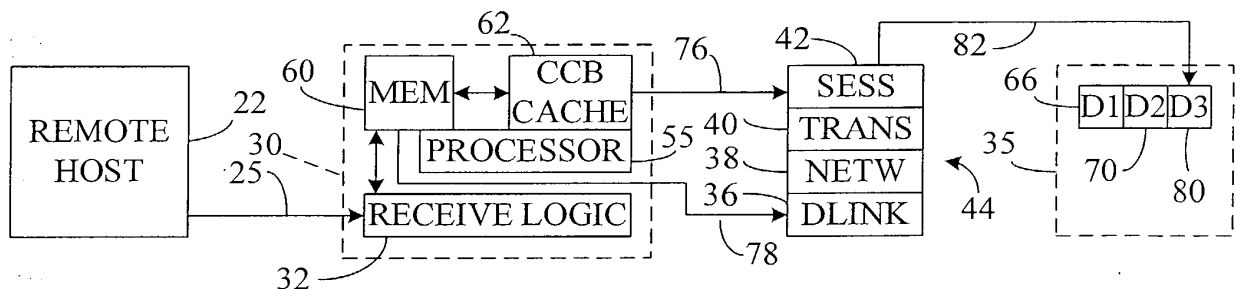 62
42
82
60
MEM
CCB
CACHE
76
SESS
66
D1 D2 D3
REMOTE
HOST
22
30
PROCESSOR
55
40
TRANS
38
NETW
35
70
80
25
36
RECEIVE LOGIC
DLINK
44
32
78